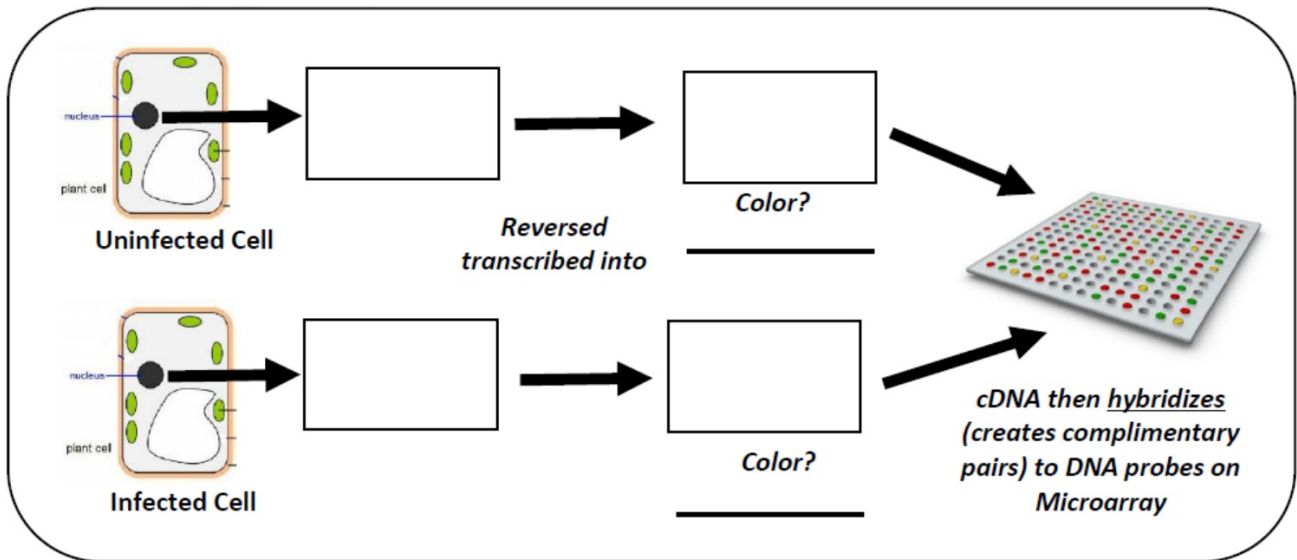 nucleus
plant cell
Uninfected Cell
Reversed
transcribed into
Color?
nucleus
plant cell
Infected Cell
Color?
cDNA then hybridizes
(creates complimentary
pairs) to DNA probes on
Microarray